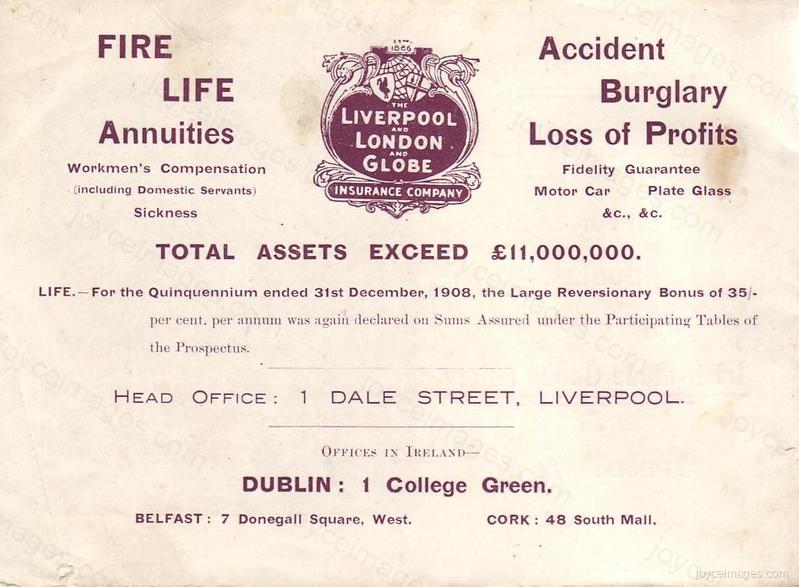 FIRE
LIFE
Annuities
Workmen's Compensation
(including Domestic Servants)
Sickness
1836
THE
LIVERPOOL
AND
LONDON
AND
GLOBE
INSURANCE COMPANY
Accident
Burglary
Loss of Profits
Fidelity Guarantee
Motor Car Plate Glass
&c., &c.
TOTAL ASSETS EXCEED £11,000,000.
LIFE.—For the Quinquennium ended 31st December, 1908, the Large Reversionary Bonus of 35/-
per cent. per annum was again declared on Sums Assured under the Participating Tables of
the Prospectus.
HEAD OFFICE: 1 DALE STREET, LIVERPOOL.
OFFICES IN IRELAND—
DUBLIN: 1 College Green.
BELFAST: 7 Donegall Square, West. CORK: 48 South Mall.
joyceimages.com